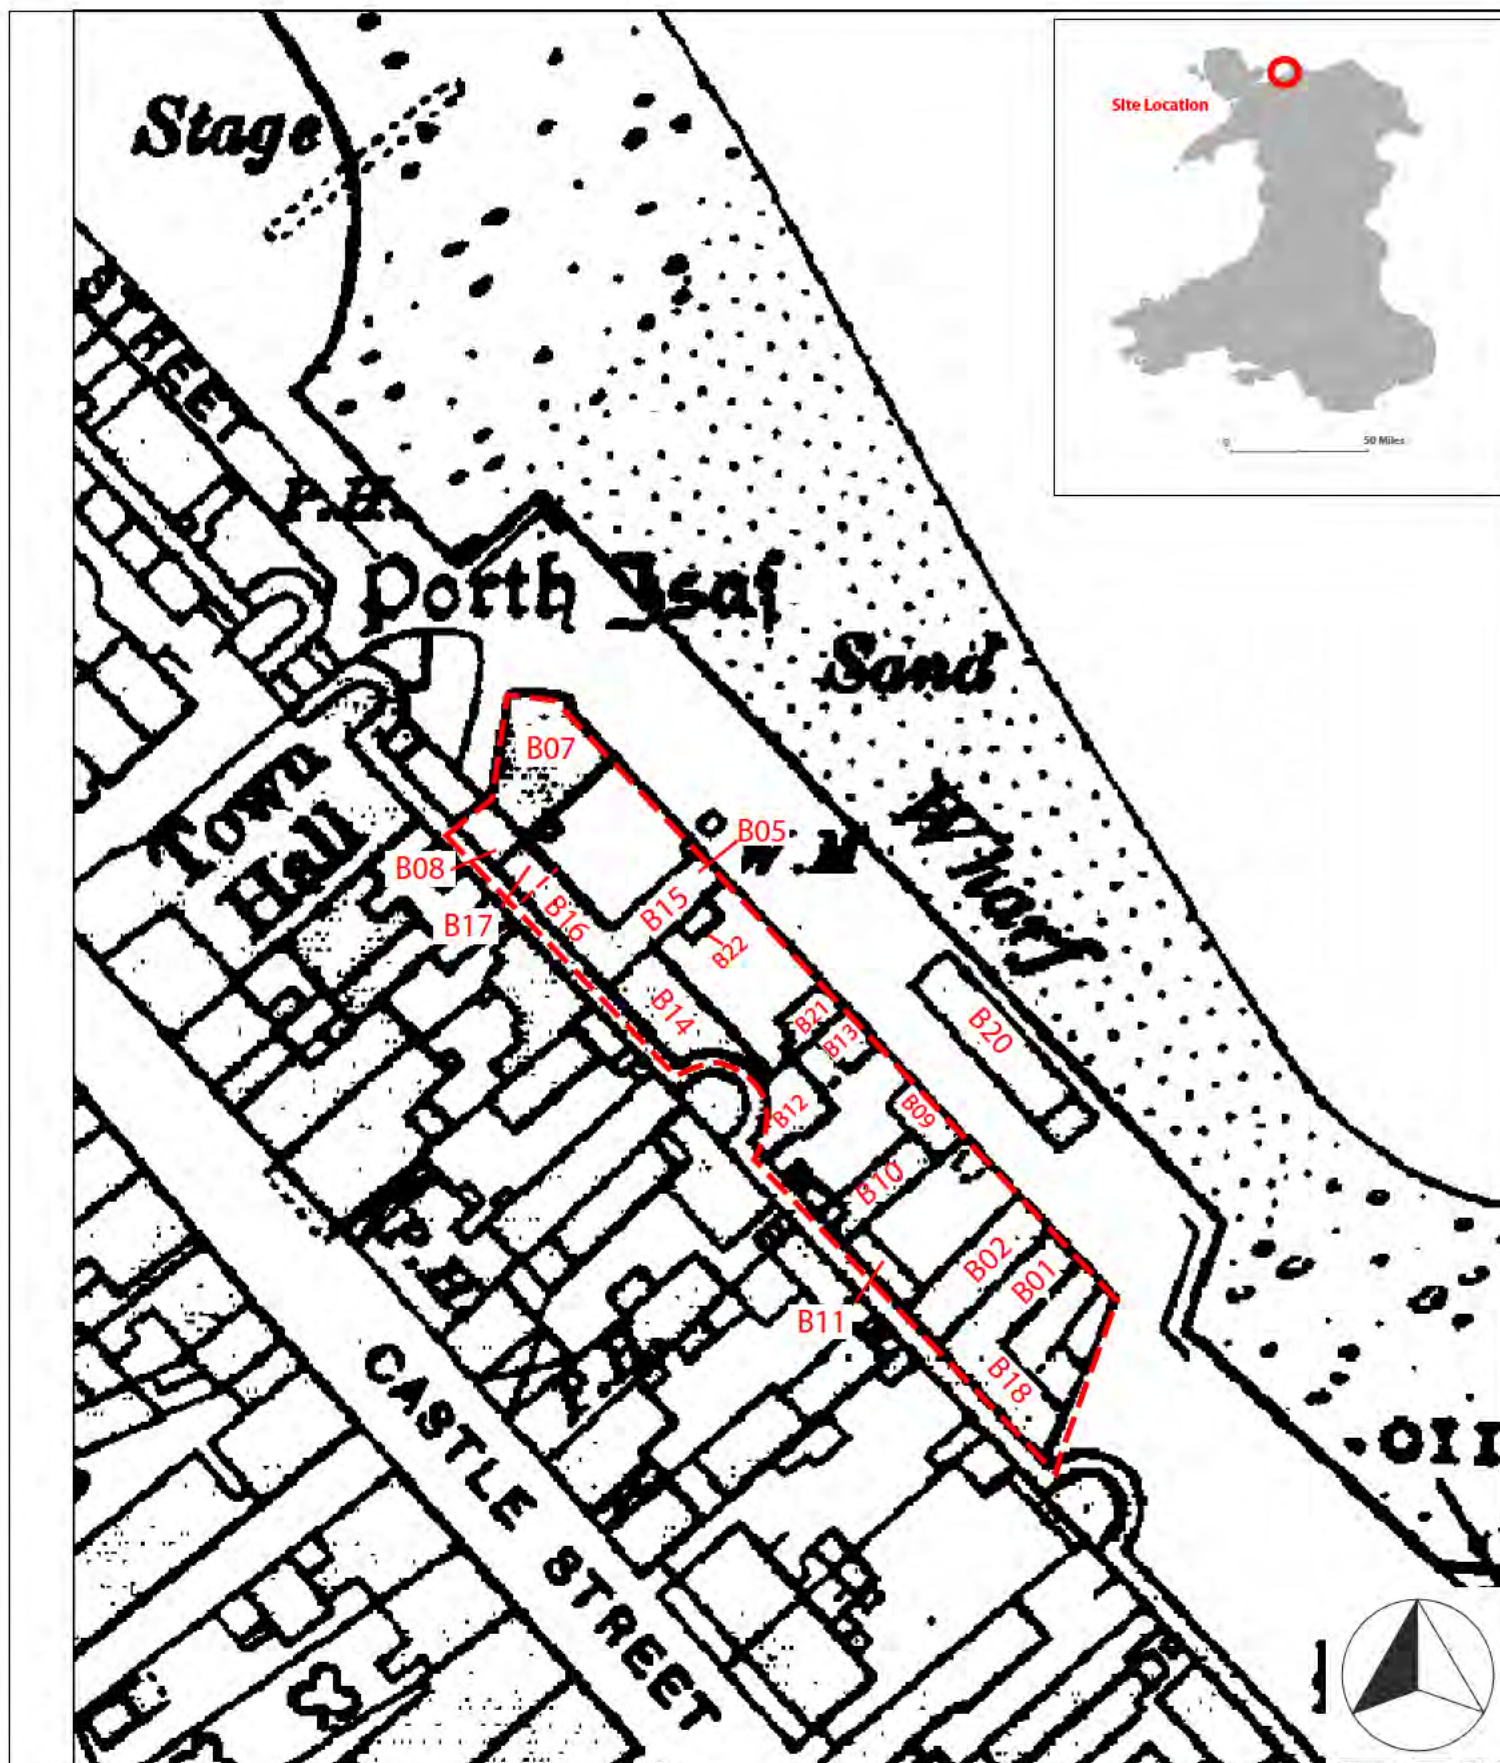 Site Location
0
50 Miles
Stage
STREET
P.H.
Porth Isaf
Sand
Town
Hall
B07
B05
W.M
Wharf
B08
B17
B16
B15
B22
B14
B21
B13
B20
B12
B09
B10
B02
B01
B11
B18
P.H
CASTLE STREET